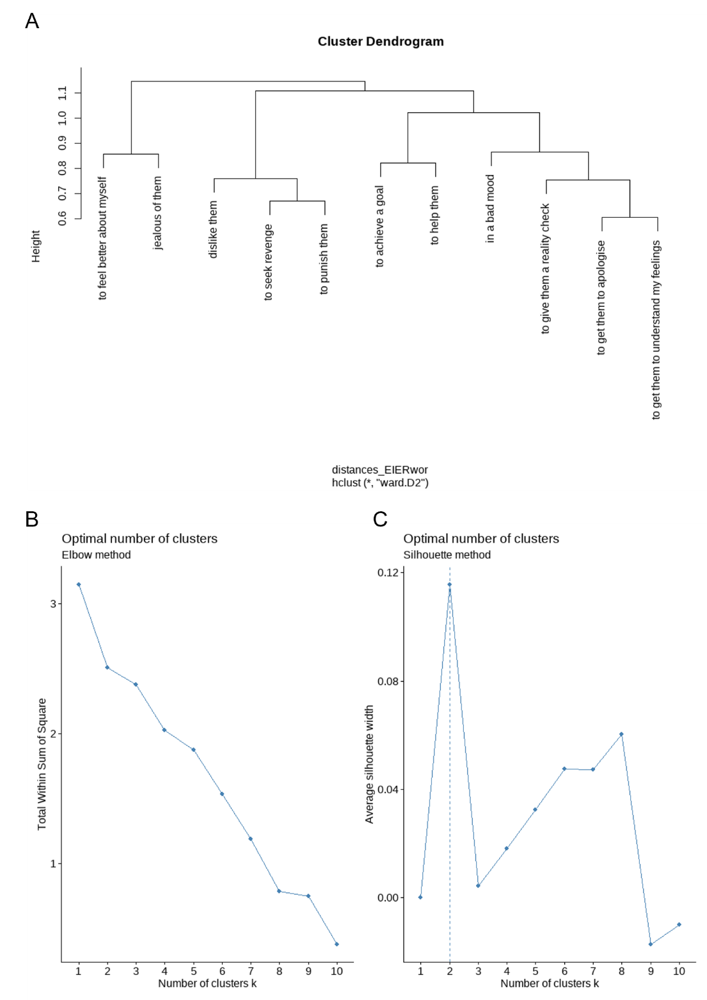 A
Cluster Dendrogram
Height
0.6
0.7
0.8
0.9
1.0
1.1
to feel better about myself
jealous of them
dislike them
to seek revenge
to punish them
to achieve a goal
to help them
in a bad mood
to give them a reality check
to get them to apologise
to get them to understand my feelings
distances_EIERwor
hclust (*, "ward.D2")
B
Optimal number of clusters
Elbow method
Total Within Sum of Square
3
2
1
1 2 3 4 5 6 7 8 9 10
Number of clusters k
C
Optimal number of clusters
Silhouette method
Average silhouette width
0.12
0.08
0.04
0.00
1 2 3 4 5 6 7 8 9 10
Number of clusters k